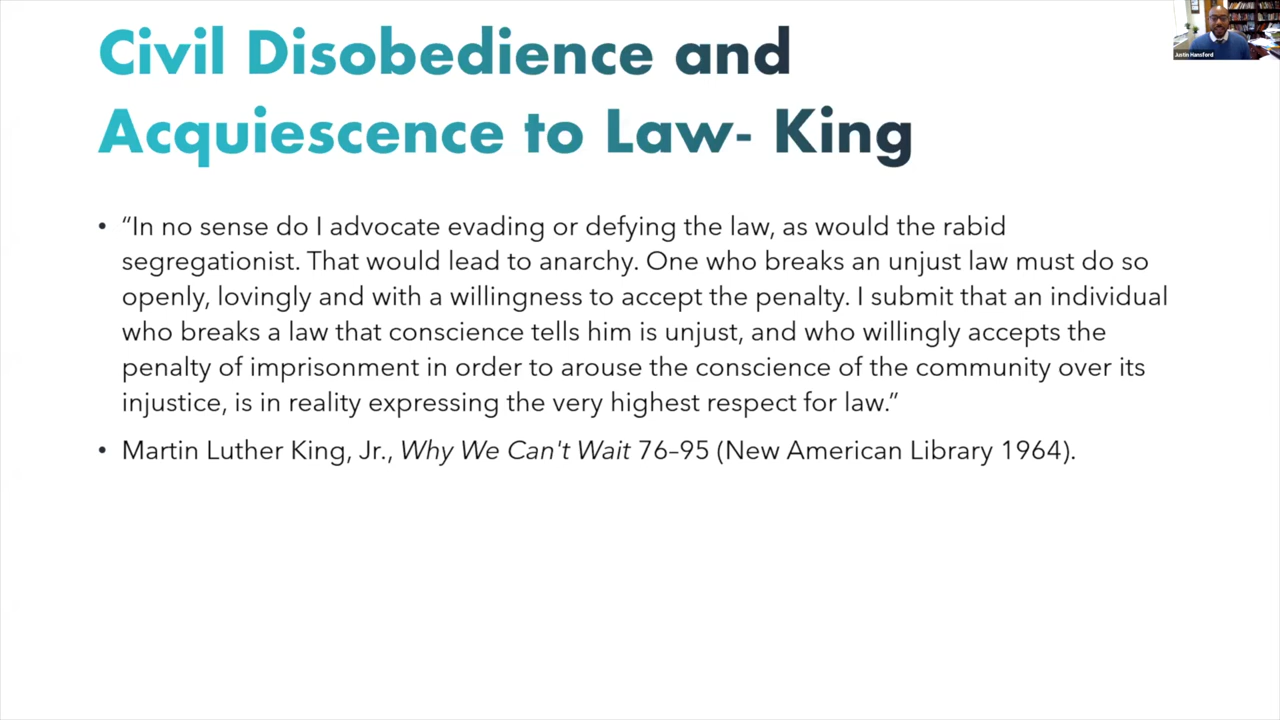 Civil Disobedience and
Acquiescence to Law- King
• “In no sense do I advocate evading or defying the law, as would the rabid
segregationist. That would lead to anarchy. One who breaks an unjust law must do so
openly, lovingly and with a willingness to accept the penalty. I submit that an individual
who breaks a law that conscience tells him is unjust, and who willingly accepts the
penalty of imprisonment in order to arouse the conscience of the community over its
injustice, is in reality expressing the very highest respect for law.”
• Martin Luther King, Jr., Why We Can't Wait 76–95 (New American Library 1964).
Justin Hansford